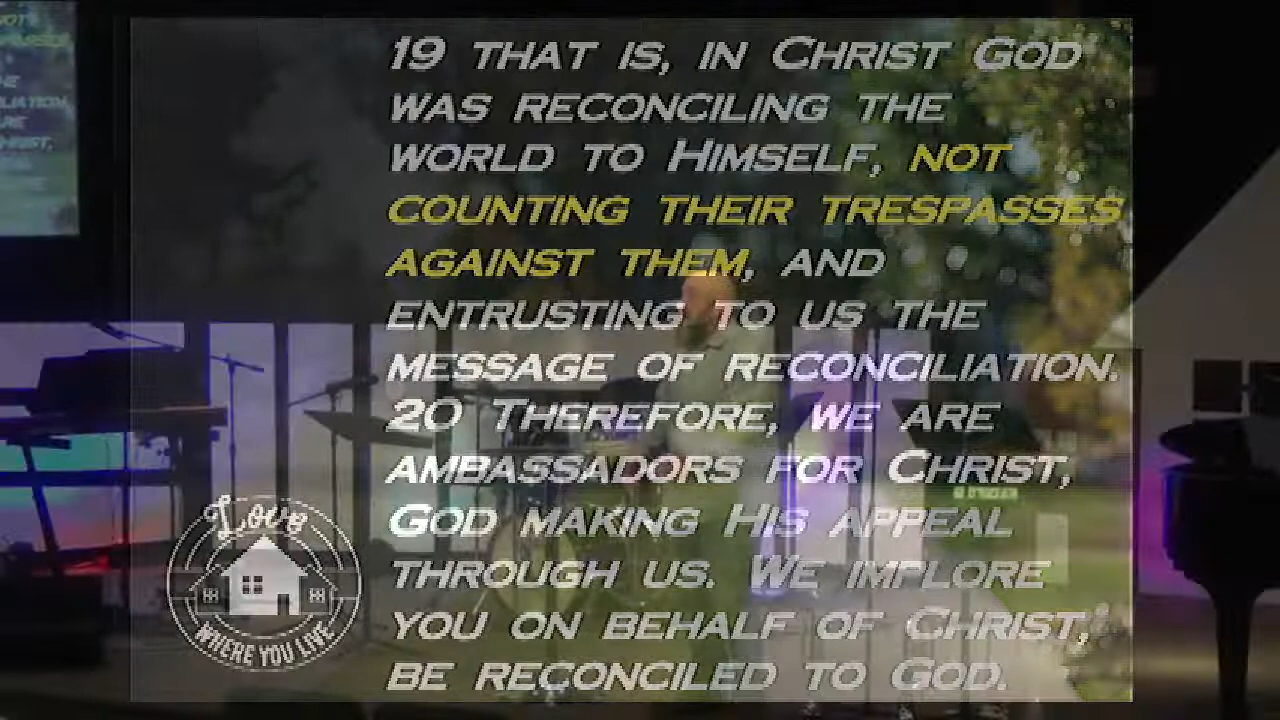 19 THAT IS, IN CHRIST GOD
WAS RECONCILING THE
WORLD TO HIMSELF, NOT
COUNTING THEIR TRESPASSES
AGAINST THEM, AND
ENTRUSTING TO US THE
MESSAGE OF RECONCILIATION.
20 THEREFORE, WE ARE
AMBASSADORS FOR CHRIST,
GOD MAKING HIS APPEAL
THROUGH US. WE IMPLORE
YOU ON BEHALF OF CHRIST,
BE RECONCILED TO GOD.
Love
WHERE YOU LIVE